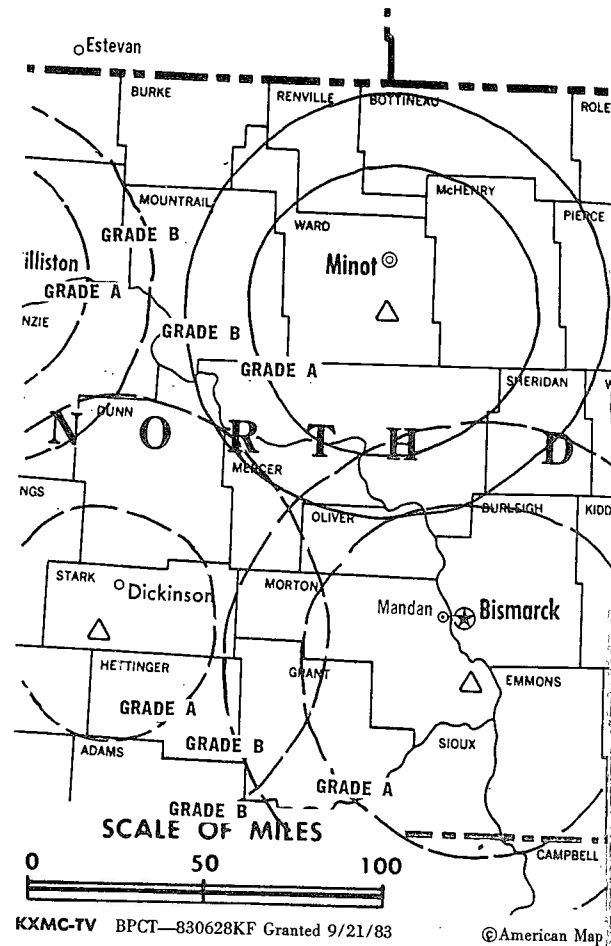 Estevan
BURKE
RENVILLE
BOTTINEAU
ROLE
MOUNTRAIL
McHENRY
PIERCE
WARD
GRADE B
illiston
Minot
GRADE A
NZIE
GRADE B
GRADE A
SHERIDAN
W
DUNN
N O R T H D
MERCER
NGS
OLIVER
BURLEIGH
KIDD
STARK
Dickinson
MORTON
Mandan
Bismarck
HETTINGER
GRANT
EMMONS
GRADE A
ADAMS
GRADE B
SIOUX
GRADE A
GRADE B
SCALE OF MILES
CAMPBELL
0 50 100
KXMC-TV BPCT—830628KF Granted 9/21/83
© American Map